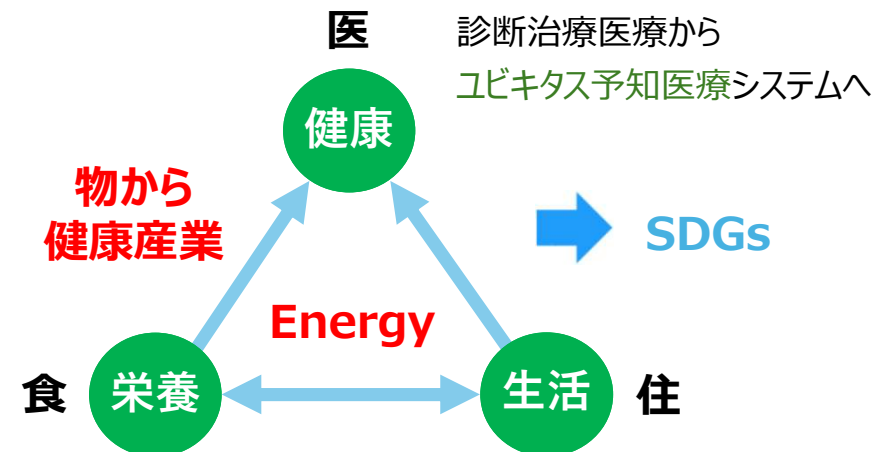 医
診断治療医療から
ユビキタス予知医療システムへ
健康
物から
健康産業
SDGs
Energy
食
栄養
生活
住